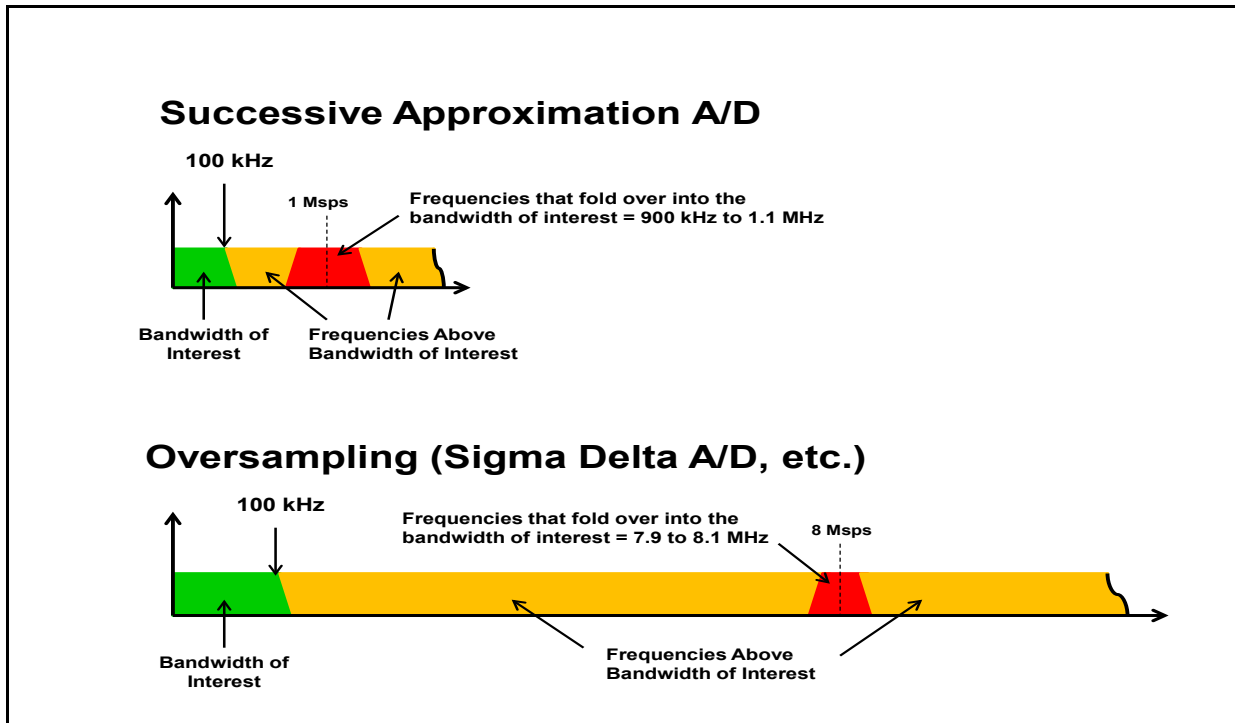 Successive Approximation A/D
100 kHz
1 Msps
Frequencies that fold over into the
bandwidth of interest = 900 kHz to 1.1 MHz
Bandwidth of
Interest
Frequencies Above
Bandwidth of Interest
Oversampling (Sigma Delta A/D, etc.)
100 kHz
Frequencies that fold over into the
bandwidth of interest = 7.9 to 8.1 MHz
8 Msps
Bandwidth of
Interest
Frequencies Above
Bandwidth of Interest